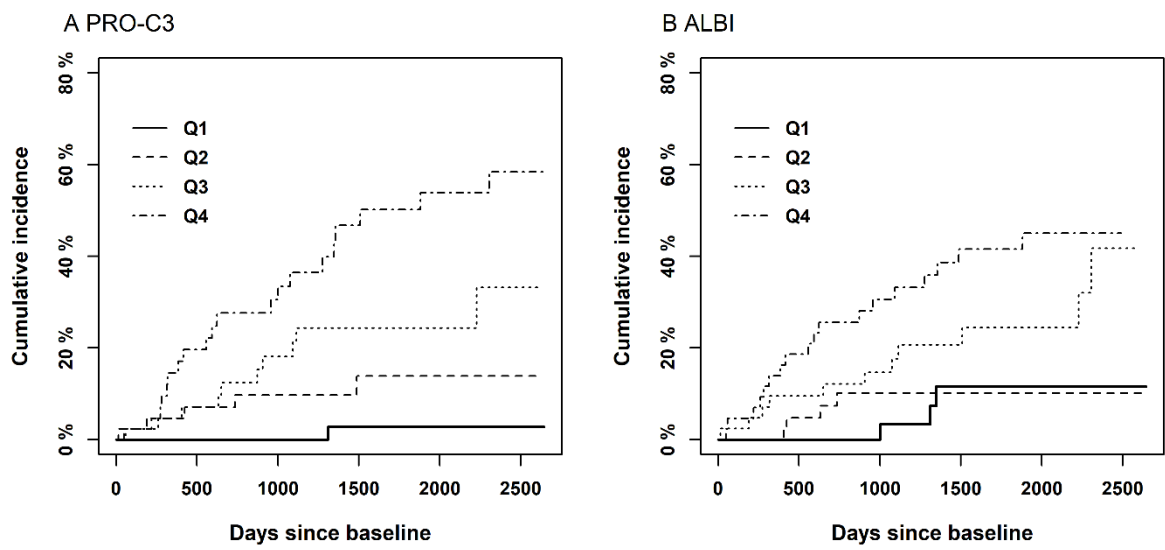 A PRO-C3
Cumulative incidence
80 %
60 %
40 %
20 %
0 %
Q1
Q2
Q3
Q4
0 500 1000 1500 2000 2500
Days since baseline
B ALBI
Cumulative incidence
80 %
60 %
40 %
20 %
0 %
Q1
Q2
Q3
Q4
0 500 1000 1500 2000 2500
Days since baseline